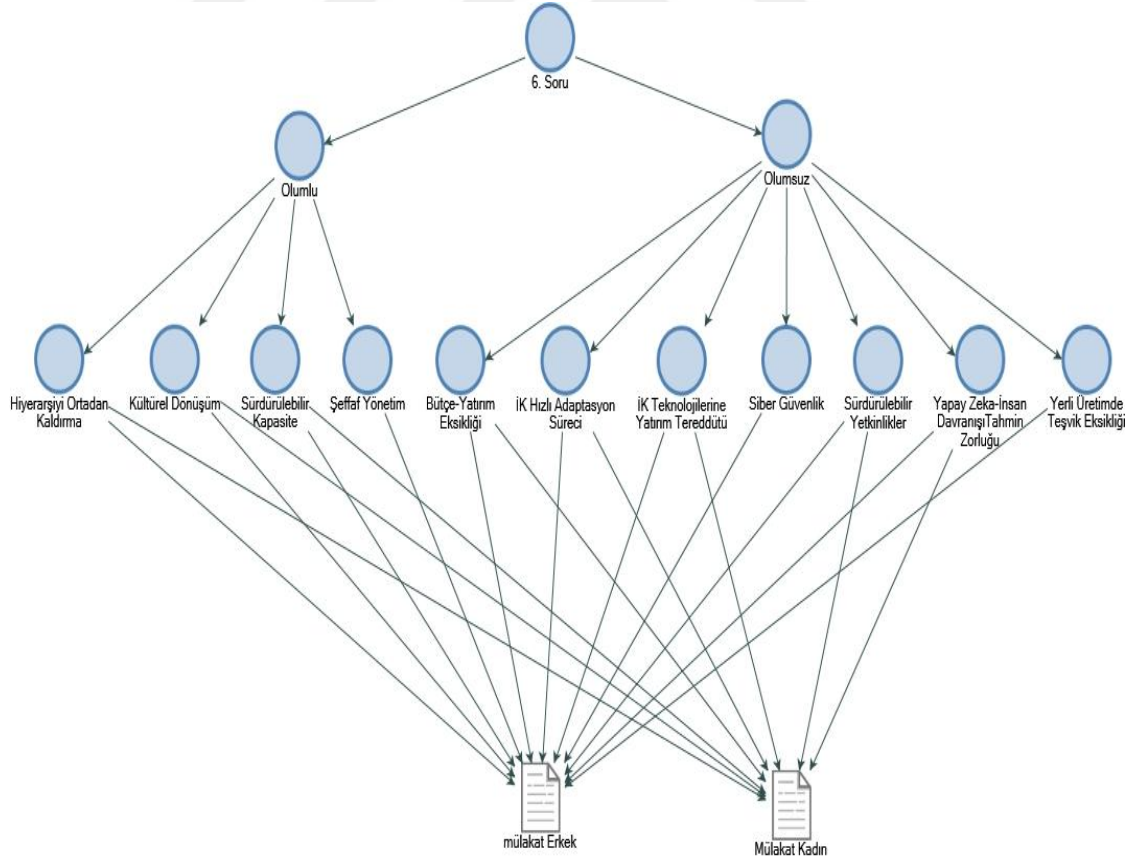 6. Soru
Olumlu
Olumsuz
Hiyerarşiyi Ortadan
Kaldırma
Kültürel Dönüşüm
Sürdürülebilir
Kapasite
Şeffaf Yönetim
Bütçe-Yatırım
Eksikliği
İK Hızlı Adaptasyon
Süreci
İK Teknolojilerine
Yatırım Tereddütü
Siber Güvenlik
Sürdürülebilir
Yetkinlikler
Yapay Zeka-İnsan
Davranışı Tahmin
Zorluğu
Yerli Üretimde
Teşvik Eksikliği
mülakat Erkek
Mülakat Kadın